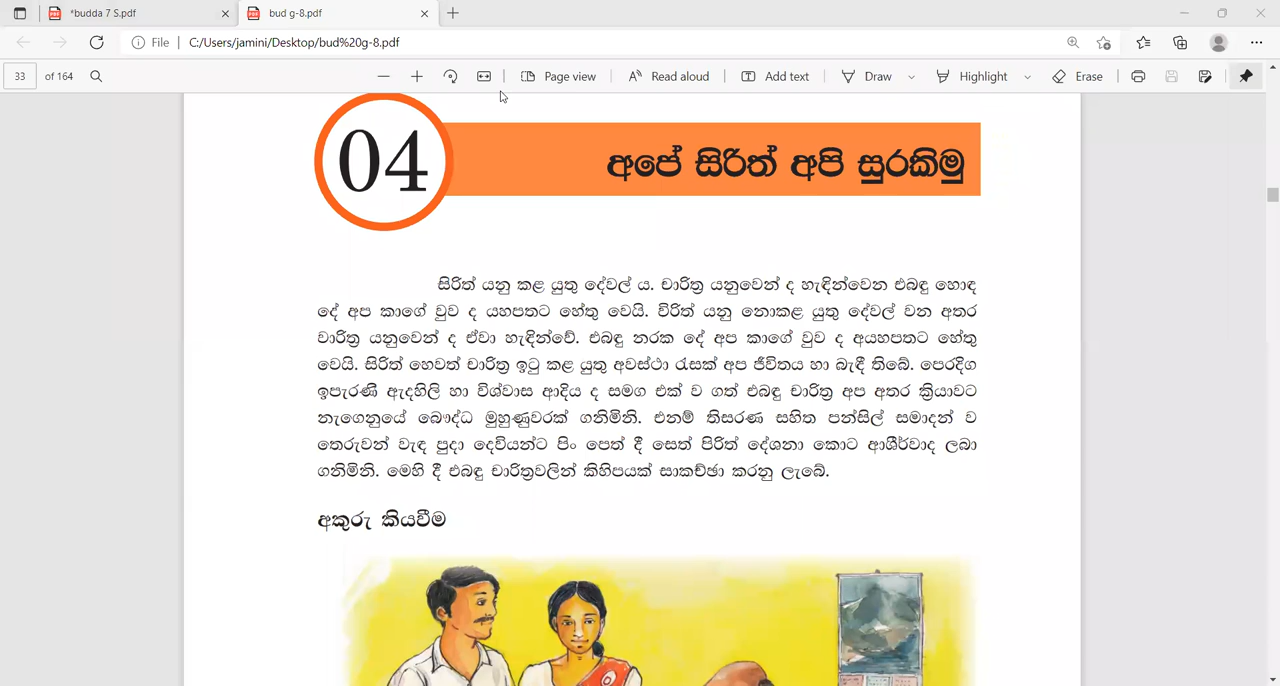 *budda 7 S.pdf
bud g-8.pdf
File
C:/Users/jamini/Desktop/bud%20g-8.pdf
33 of 164
Page view
Read aloud
Add text
Draw
Highlight
Erase
04
අපේ සිරිත් අපි සුරකිමු
සිරිත් යනු කළ යුතු දේවල් ය. චාරිත්‍ර යනුවෙන් ද හැඳින්වෙන එබඳු හොඳ
දේ අප කාගේ වුව ද යහපතට හේතු වෙයි. විරිත් යනු නොකළ යුතු දේවල් වන අතර
වාරිත්‍ර යනුවෙන් ද ඒවා හැඳින්වේ. එබඳු නරක දේ අප කාගේ වුව ද අයහපතට හේතු
වෙයි. සිරිත් හෙවත් චාරිත්‍ර ඉටු කළ යුතු අවස්ථා රැසක් අප ජීවිතය හා බැඳී තිබේ. පෙරදිග
ඉපැරණි ඇදහිලි හා විශ්වාස ආදිය ද සමග එක් ව ගත් එබඳු චාරිත්‍ර අප අතර ක්‍රියාවට
නැගෙනුයේ බෞද්ධ මුහුණුවරක් ගනිමිනි. එනම් තිසරණ සහිත පන්සිල් සමාදන් ව
තෙරුවන් වැඳ පුදා දෙවියන්ට පිං පෙත් දී සෙත් පිරිත් දේශනා කොට ආශීර්වාද ලබා
ගනිමිනි. මෙහි දී එබඳු චාරිත්‍රවලින් කිහිපයක් සාකච්ඡා කරනු ලැබේ.
අකුරු කියවීම